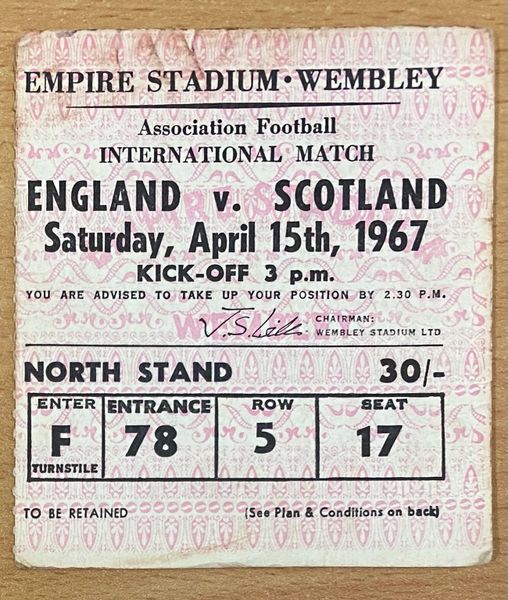 EMPIRE STADIUM • WEMBLEY
Association Football
INTERNATIONAL MATCH
ENGLAND v. SCOTLAND
Saturday, April 15th, 1967
KICK-OFF 3 p.m.
YOU ARE ADVISED TO TAKE UP YOUR POSITION BY 2.30 P.M.
CHAIRMAN:
WEMBLEY STADIUM LTD
NORTH STAND 30/-
ENTER ENTRANCE ROW SEAT
F 78 5 17
TURNSTILE
TO BE RETAINED (See Plan & Conditions on back)